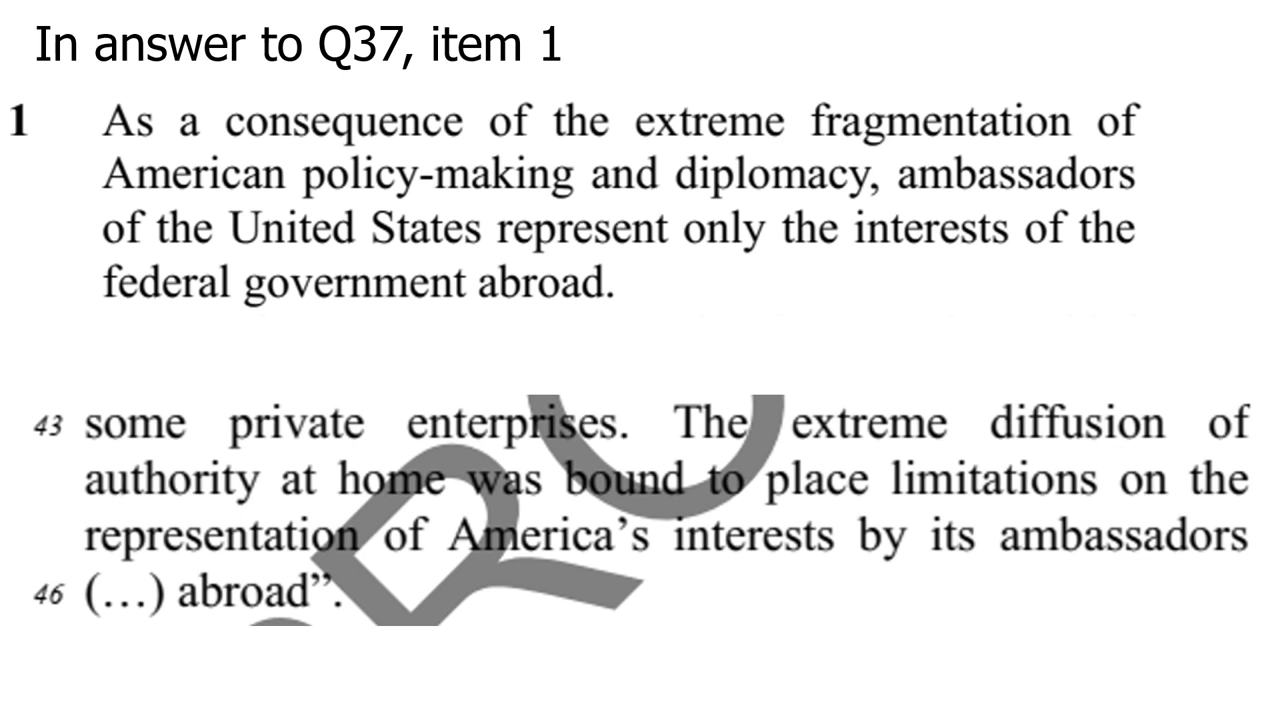 In answer to Q37, item 1
1 As a consequence of the extreme fragmentation of
American policy-making and diplomacy, ambassadors
of the United States represent only the interests of the
federal government abroad.
43 some private enterprises. The extreme diffusion of
authority at home was bound to place limitations on the
representation of America’s interests by its ambassadors
46 (…) abroad”.